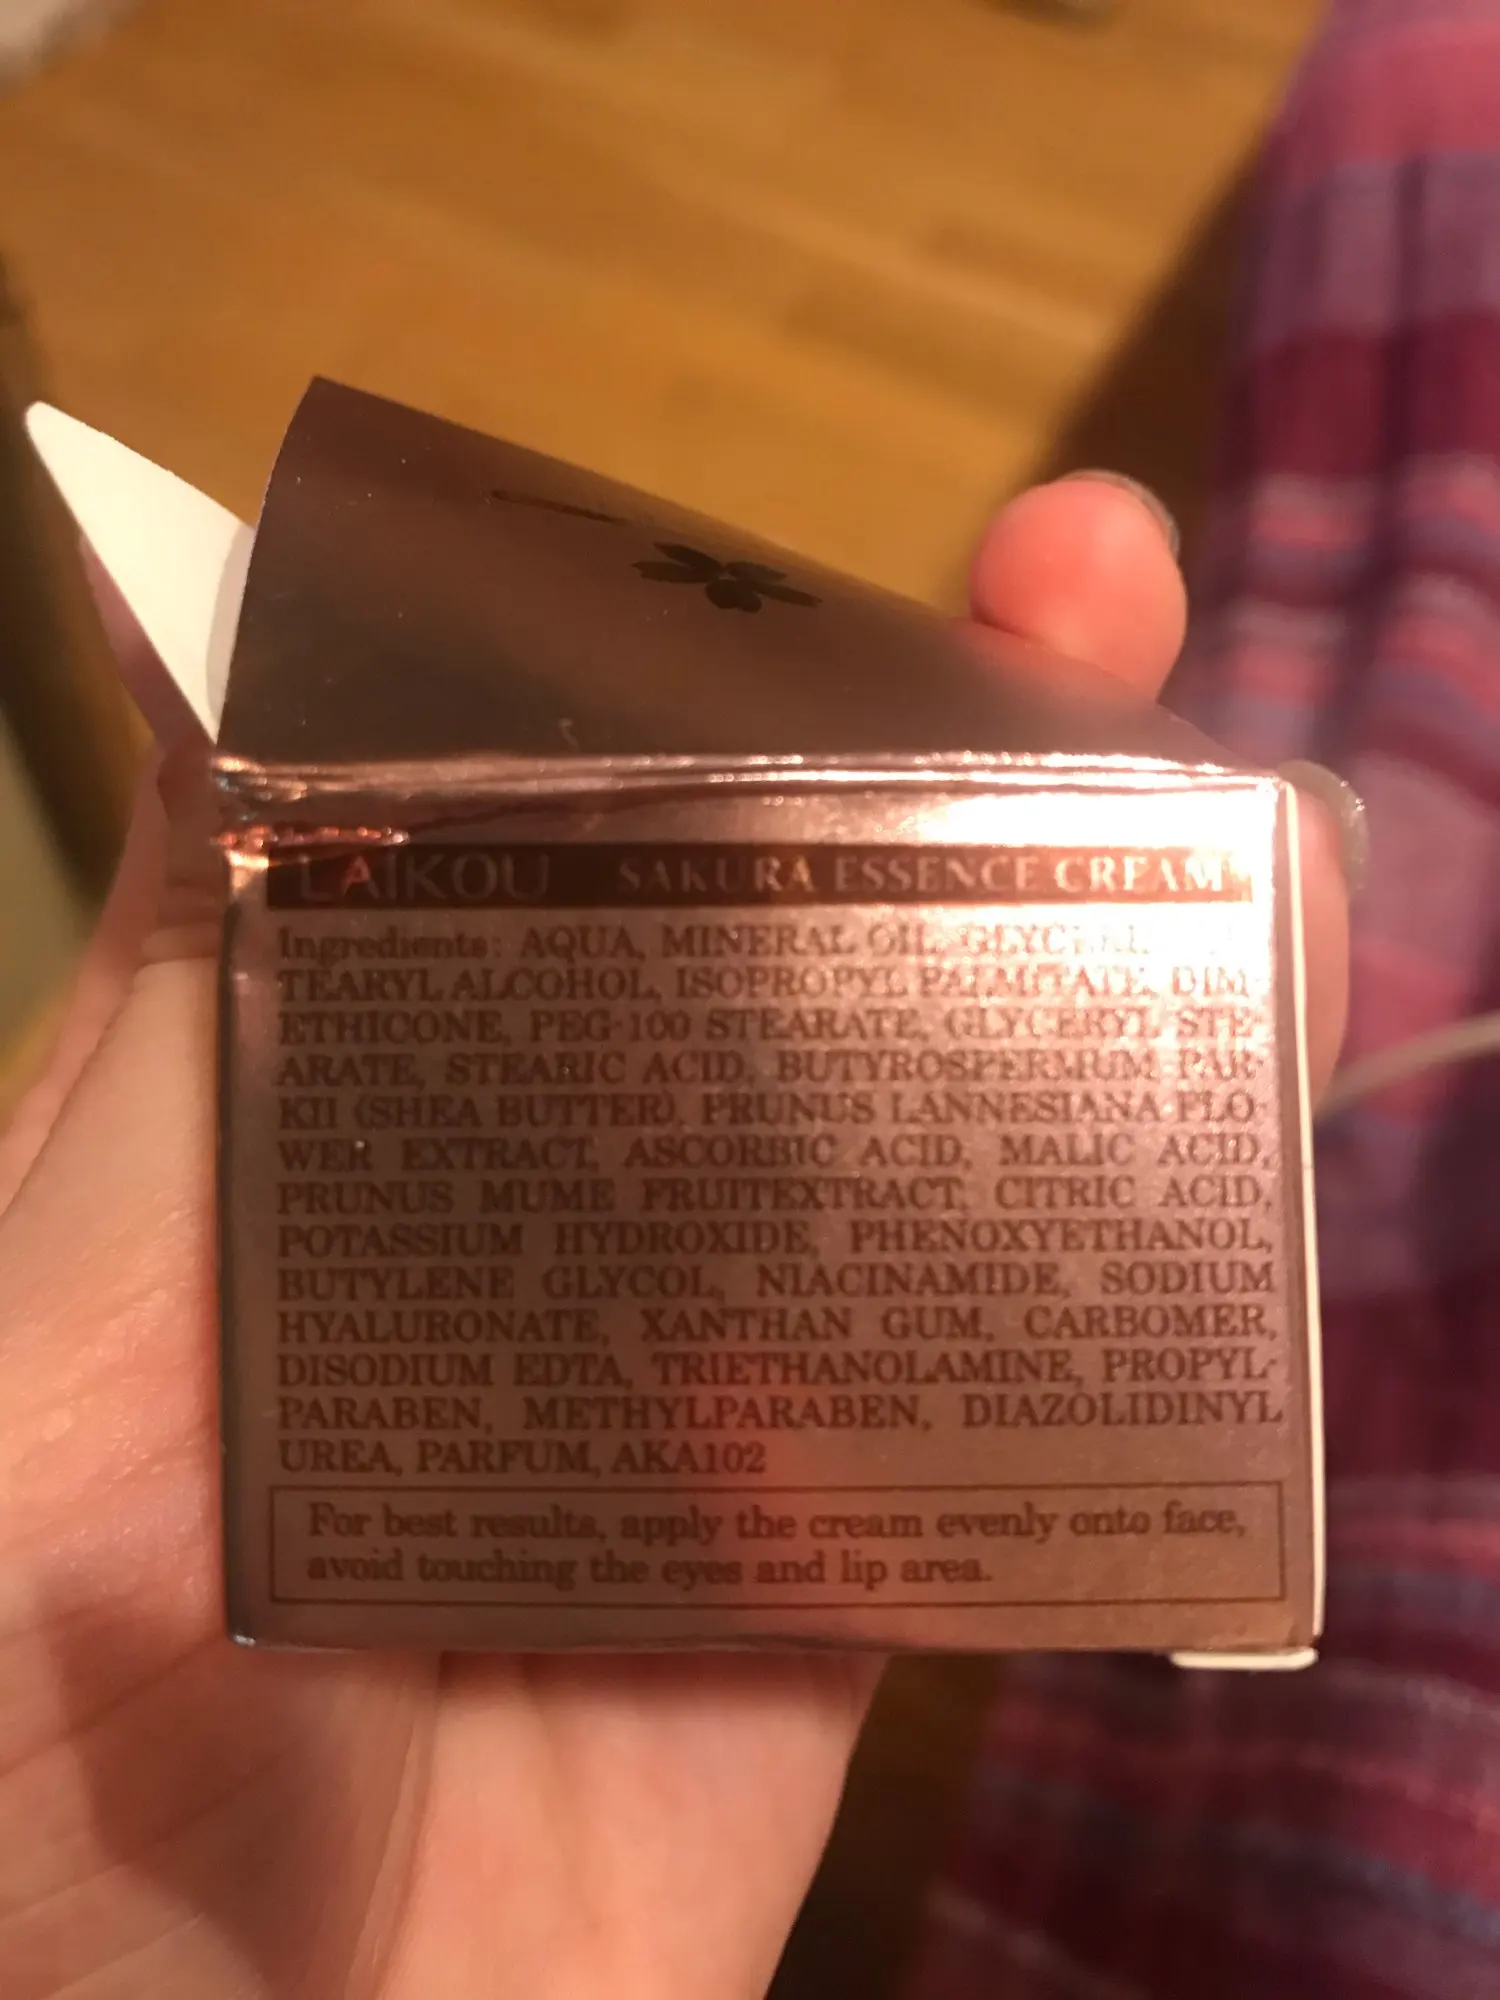 LAIKOU SAKURA ESSENCE CREAM
Ingredients: AQUA, MINERAL OIL,
TEARYL ALCOHOL, ISOPROPYL PALMITATE, DIM-
ETHICONE, PEG-100 STEARATE, GLYCERYL STE-
ARATE, STEARIC ACID, BUTYROSPERMUM PAR-
KII (SHEA BUTTER), PRUNUS LANNESIANA FLO-
WER EXTRACT, ASCORBIC ACID, MALIC ACID,
PRUNUS MUME FRUITEXTRACT, CITRIC ACID,
POTASSIUM HYDROXIDE, PHENOXYETHANOL,
BUTYLENE GLYCOL, NIACINAMIDE, SODIUM
HYALURONATE, XANTHAN GUM, CARBOMER,
DISODIUM EDTA, TRIETHANOLAMINE, PROPYL-
PARABEN, METHYLPARABEN, DIAZOLIDINYL
UREA, PARFUM, AKA102
For best results, apply the cream evenly onto face,
avoid touching the eyes and lip area.